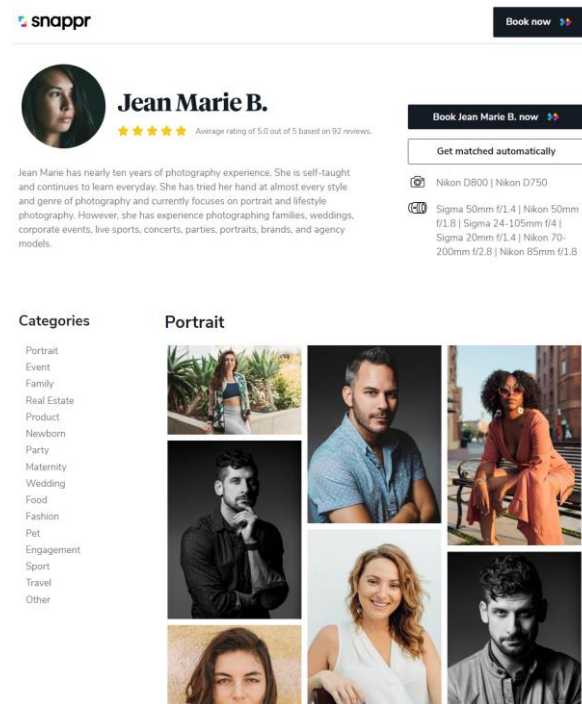 snappr
Book now
Jean Marie B.
Average rating of 5.0 out of 5 based on 92 reviews.
Jean Marie has nearly ten years of photography experience. She is self-taught
and continues to learn everyday. She has tried her hand at almost every style
and genre of photography and currently focuses on portrait and lifestyle
photography. However, she has experience photographing families, weddings,
corporate events, live sports, concerts, parties, portraits, brands, and agency
models.
Book Jean Marie B. now
Get matched automatically
Nikon D800 | Nikon D750
Sigma 50mm f/1.4 | Nikon 50mm
f/1.8 | Sigma 24-105mm f/4 |
Sigma 20mm f/1.4 | Nikon 70-
200mm f/2.8 | Nikon 85mm f/1.8
Categories
Portrait
Event
Family
Real Estate
Product
Newborn
Party
Maternity
Wedding
Food
Fashion
Pet
Engagement
Sport
Travel
Other
Portrait